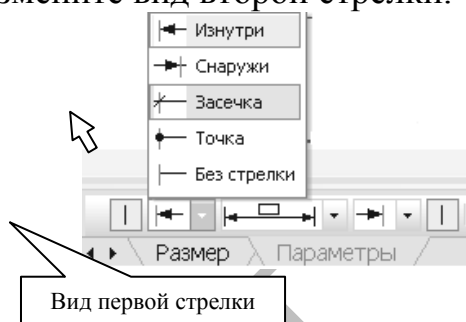 змените вид второй стрелки.
Изнутри
Снаружи
Засечка
Точка
Без стрелки
Размер
Параметры
Вид первой стрелки